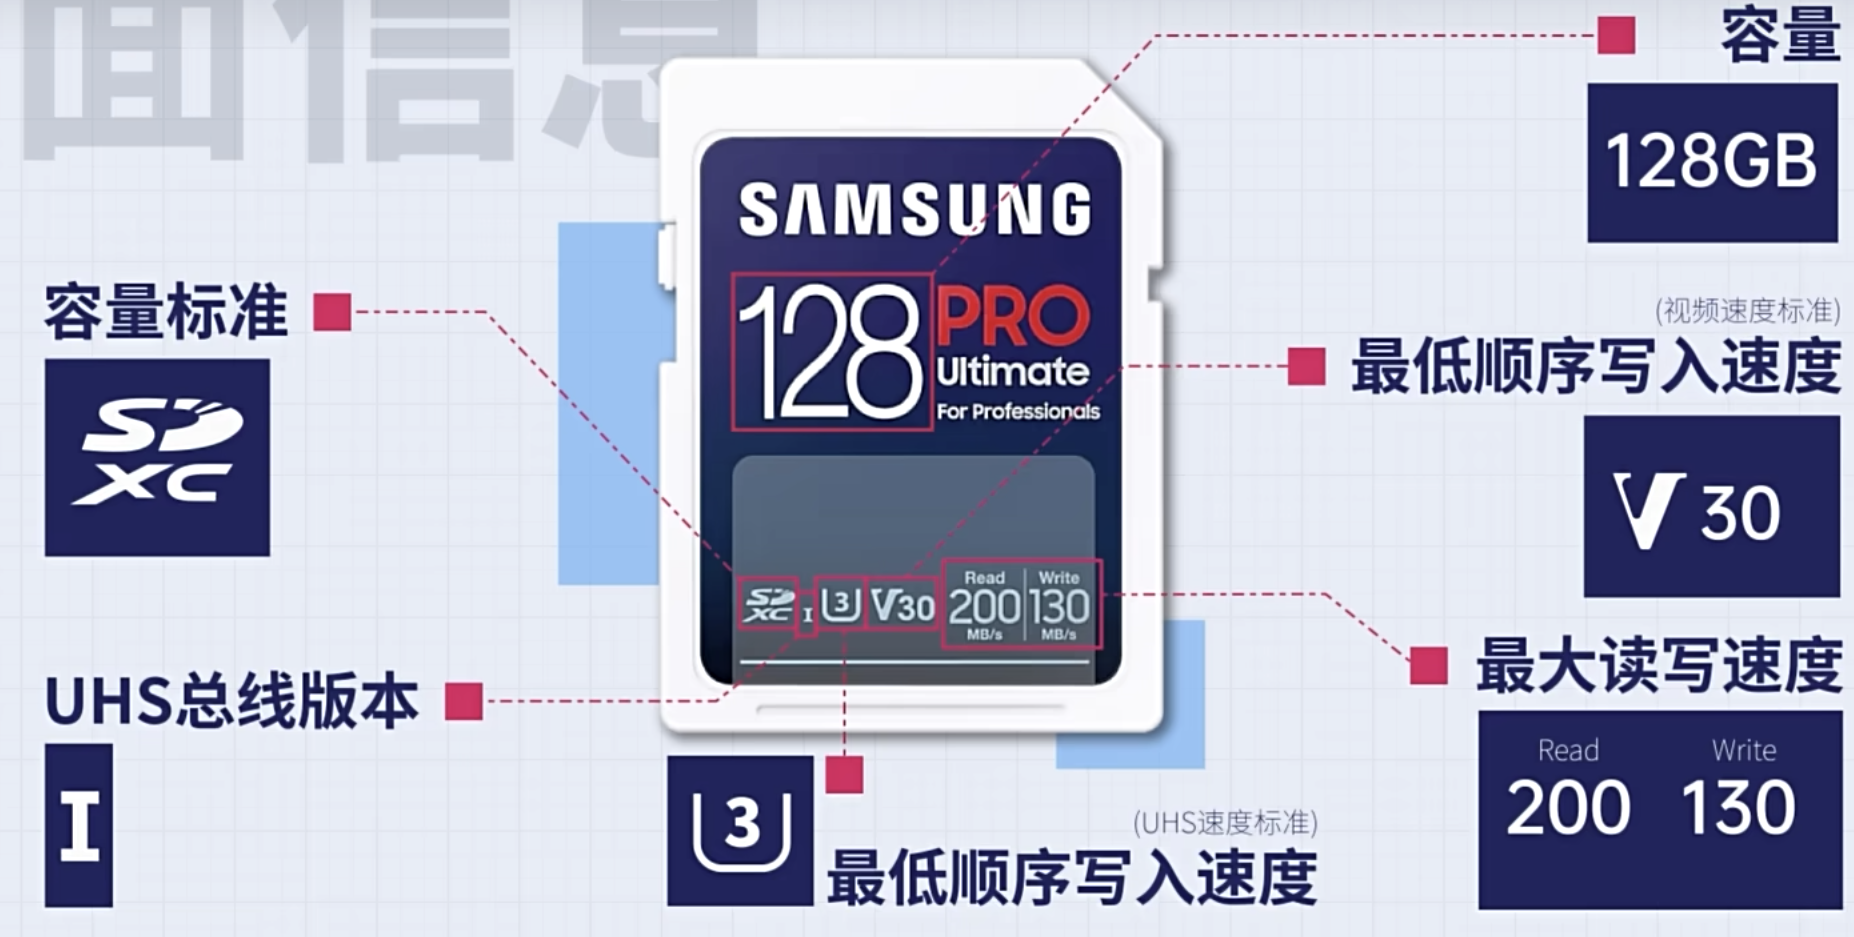 面信息
容量
128GB
SAMSUNG
128
PRO
Ultimate
For Professionals
容量标准
SD
XC
(视频速度标准)
最低顺序写入速度
V30
SD
XC
I
3
V30
Read
200
MB/s
Write
130
MB/s
UHS总线版本
I
3
(UHS速度标准)
最低顺序写入速度
最大读写速度
Read Write
200 130